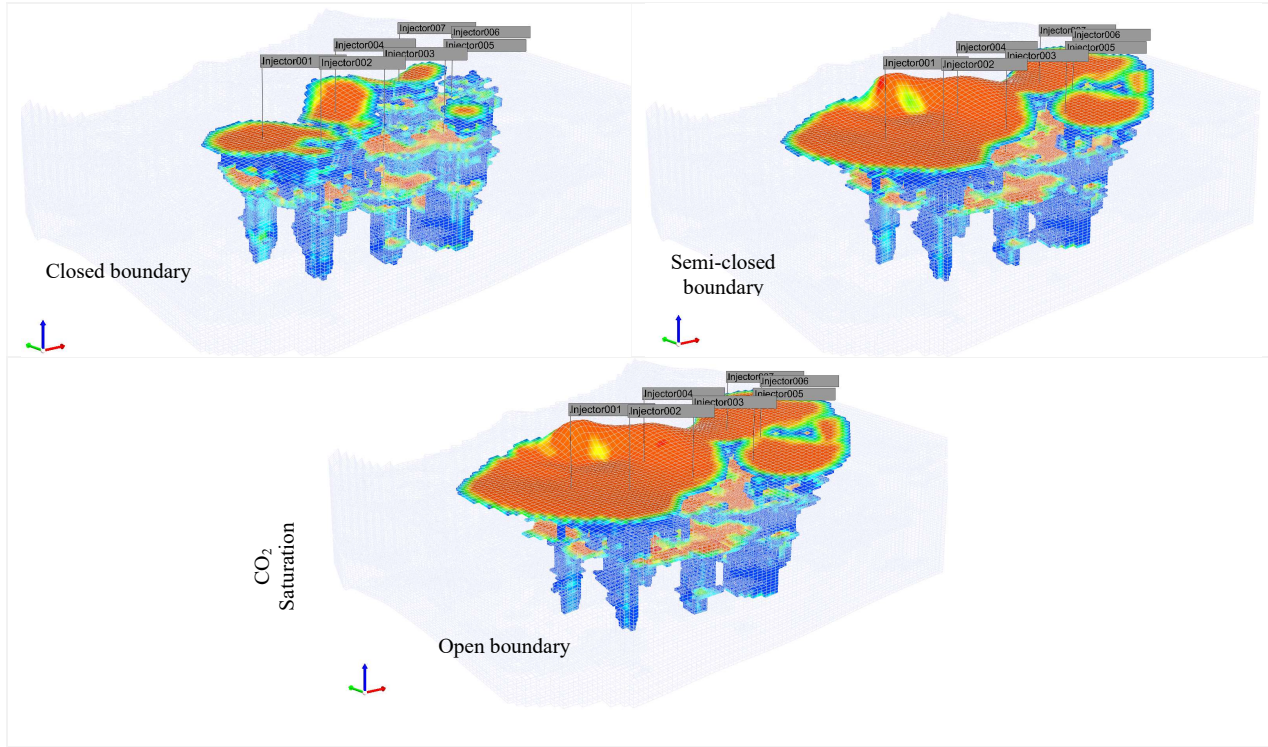 Injector007
Injector006
Injector004
Injector005
Injector003
Injector001
Injector002
Closed boundary
Injector006
Injector004
Injector005
Injector003
Injector001
Injector002
Semi-closed
boundary
Injector006
Injector004
Injector005
Injector003
Injector001
Injector002
CO₂
Saturation
Open boundary